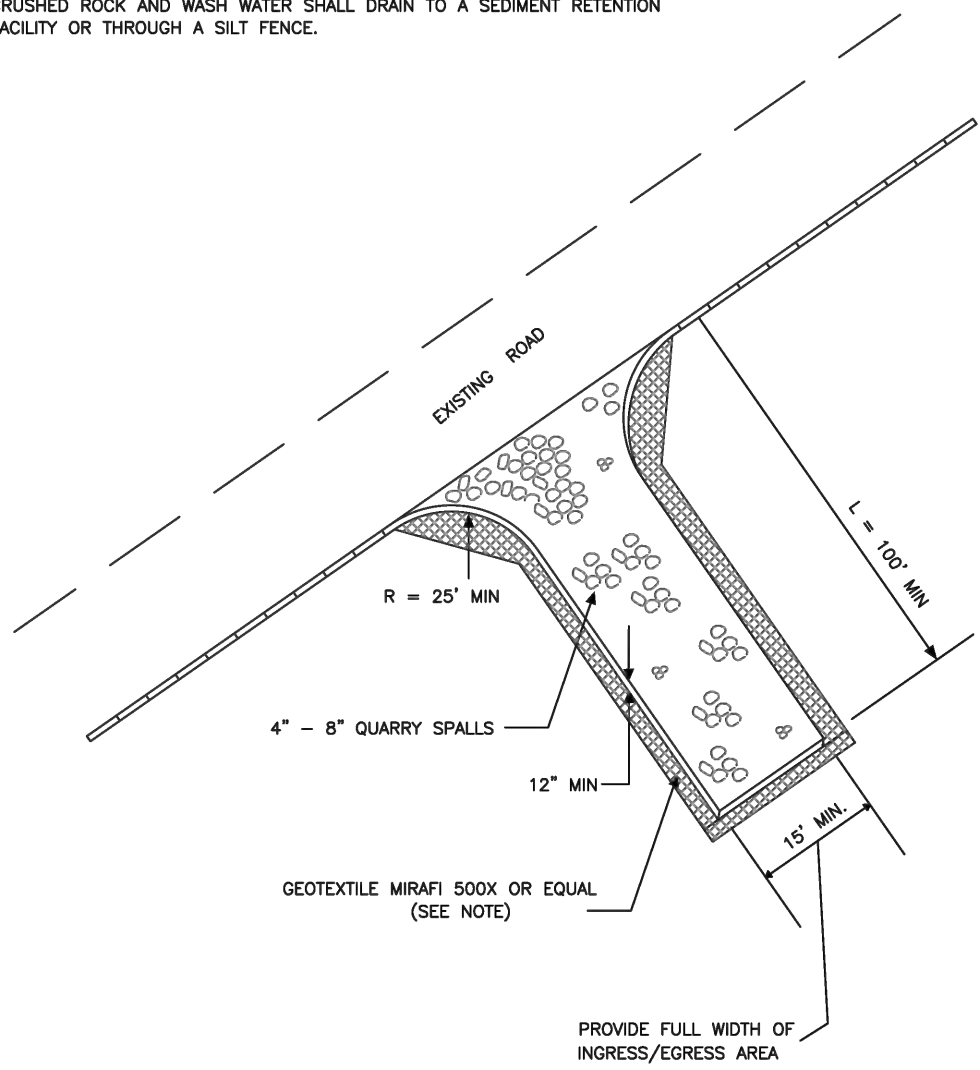 RUSHED ROCK AND WASH WATER SHALL DRAIN TO A SEDIMENT RETENTION
ACILITY OR THROUGH A SILT FENCE.
EXISTING ROAD
L = 100' MIN
R = 25' MIN
4" - 8" QUARRY SPALLS
12" MIN
15' MIN.
GEOTEXTILE MIRAFI 500X OR EQUAL
(SEE NOTE)
PROVIDE FULL WIDTH OF
INGRESS/EGRESS AREA